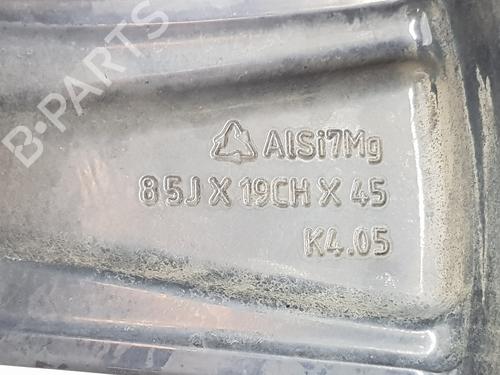 B-PARTS
AlSi7Mg
85J X 19CH X 45
K4.05